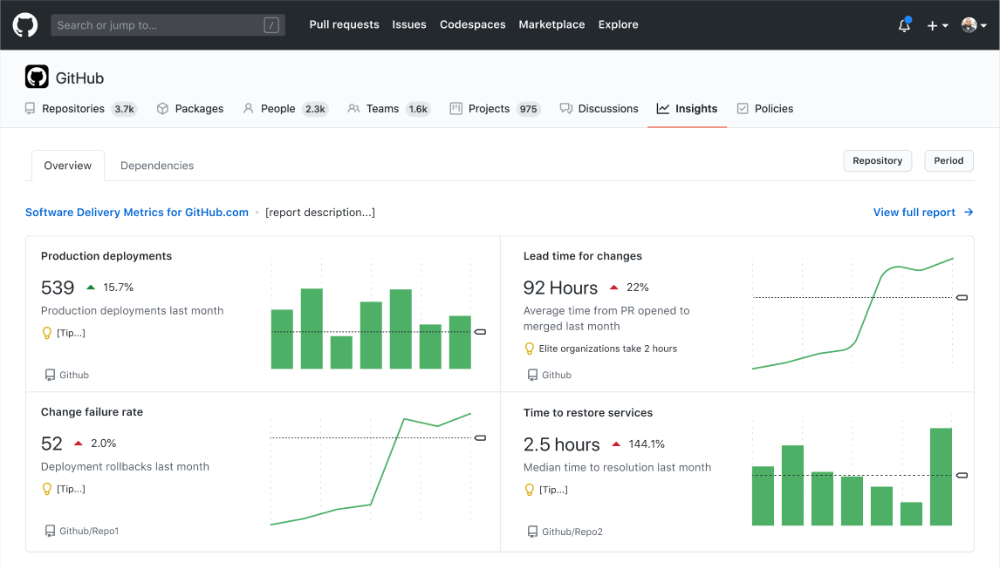 Search or jump to... /
Pull requests Issues Codespaces Marketplace Explore
GitHub
Repositories 3.7k Packages People 2.3k Teams 1.6k Projects 975 Discussions Insights Policies
Overview Dependencies Repository Period
Software Delivery Metrics for GitHub.com • [report description...] View full report →
Production deployments
539 15.7%
Production deployments last month
[Tip...]
Github
Lead time for changes
92 Hours 22%
Average time from PR opened to
merged last month
Elite organizations take 2 hours
Github
Change failure rate
52 2.0%
Deployment rollbacks last month
[Tip...]
Github/Repo1
Time to restore services
2.5 hours 144.1%
Median time to resolution last month
[Tip...]
Github/Repo2